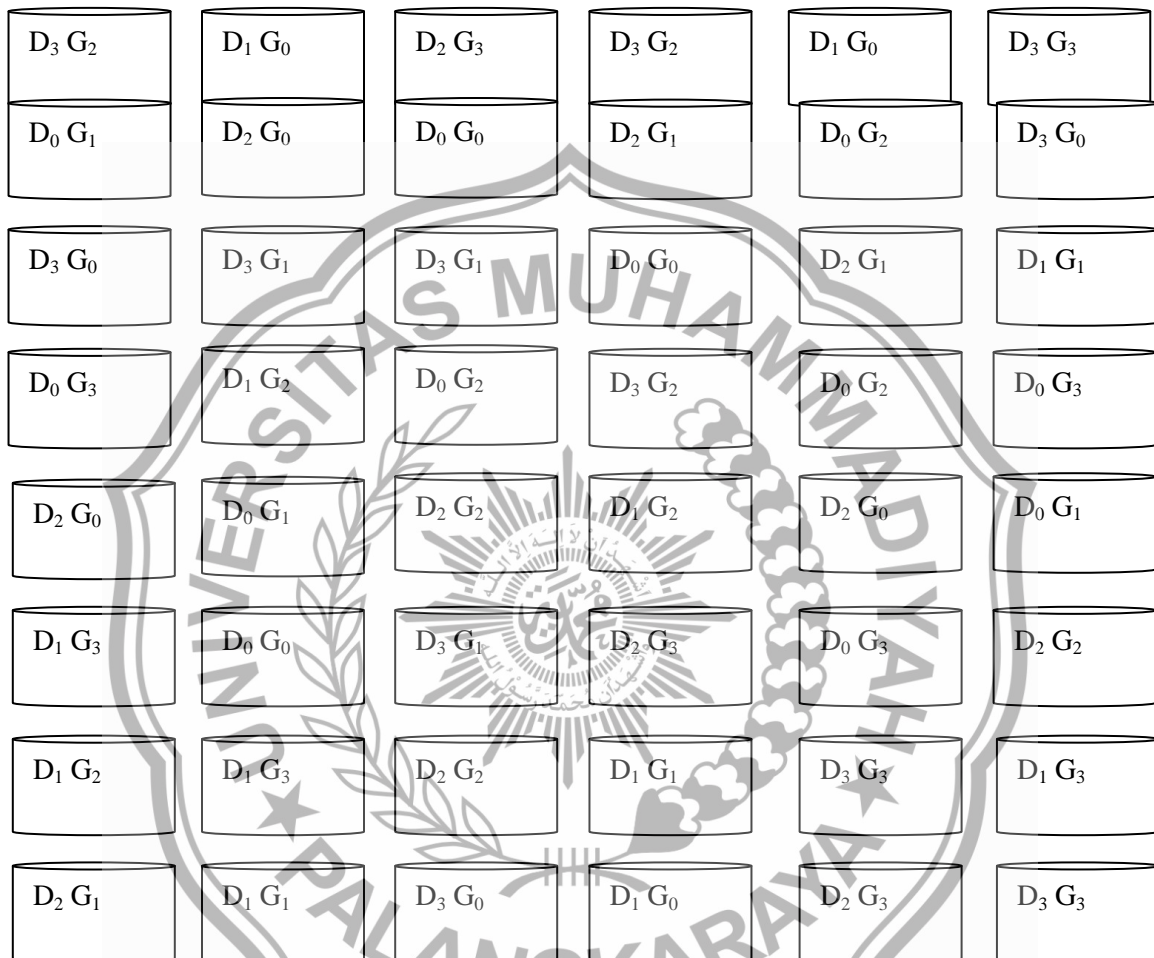 D₃ G₂ D₁ G₀ D₂ G₃ D₃ G₂ D₁ G₀ D₃ G₃
D₀ G₁ D₂ G₀ D₀ G₀ D₂ G₁ D₀ G₂ D₃ G₀
D₃ G₀ D₃ G₁ D₃ G₁ D₀ G₀ D₂ G₁ D₁ G₁
D₀ G₃ D₁ G₂ D₀ G₂ D₃ G₂ D₀ G₂ D₀ G₃
D₂ G₀ D₀ G₁ D₂ G₂ D₁ G₂ D₂ G₀ D₀ G₁
D₁ G₃ D₀ G₀ D₃ G₁ D₂ G₃ D₀ G₃ D₂ G₂
D₁ G₂ D₁ G₃ D₂ G₂ D₁ G₁ D₃ G₃ D₁ G₃
D₂ G₁ D₁ G₁ D₃ G₀ D₁ G₀ D₂ G₃ D₃ G₃
UNIVERSITAS MUHAMMADIYAH
PALANGKARAYA